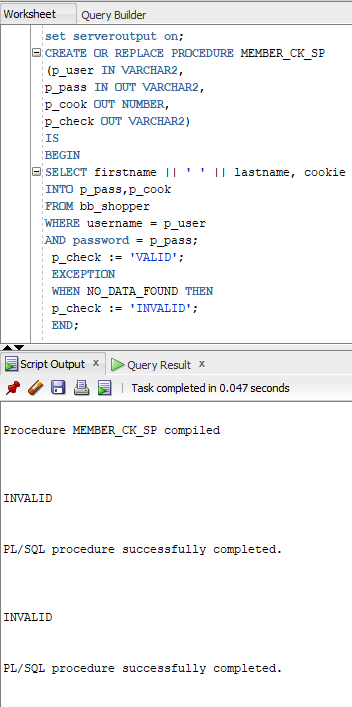 Worksheet Query Builder
set serveroutput on;
CREATE OR REPLACE PROCEDURE MEMBER_CK_SP
(p_user IN VARCHAR2,
p_pass IN OUT VARCHAR2,
p_cook OUT NUMBER,
p_check OUT VARCHAR2)
IS
BEGIN
SELECT firstname || ' ' || lastname, cookie
INTO p_pass,p_cook
FROM bb_shopper
WHERE username = p_user
AND password = p_pass;
p_check := 'VALID';
EXCEPTION
WHEN NO_DATA_FOUND THEN
p_check := 'INVALID';
END;
Script Output x Query Result x
Task completed in 0.047 seconds
Procedure MEMBER_CK_SP compiled
INVALID
PL/SQL procedure successfully completed.
INVALID
PL/SQL procedure successfully completed.